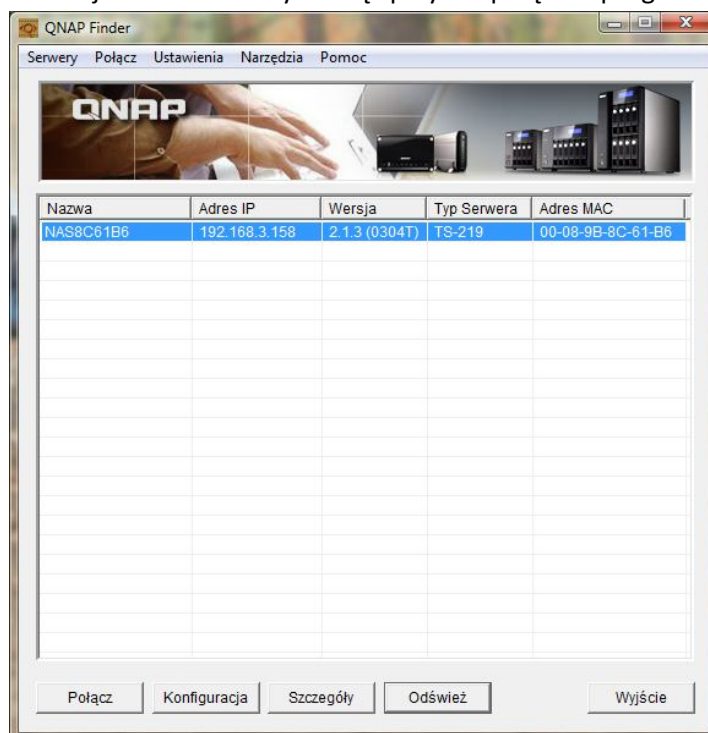 QNAP Finder
Serwery Połącz Ustawienia Narzędzia Pomoc
QNAP
Nazwa Adres IP Wersja Typ Serwera Adres MAC
NAS8C61B6 192.168.3.158 2.1.3 (0304T) TS-219 00-08-9B-8C-61-B6
Połącz Konfiguracja Szczegóły Odśwież Wyjście